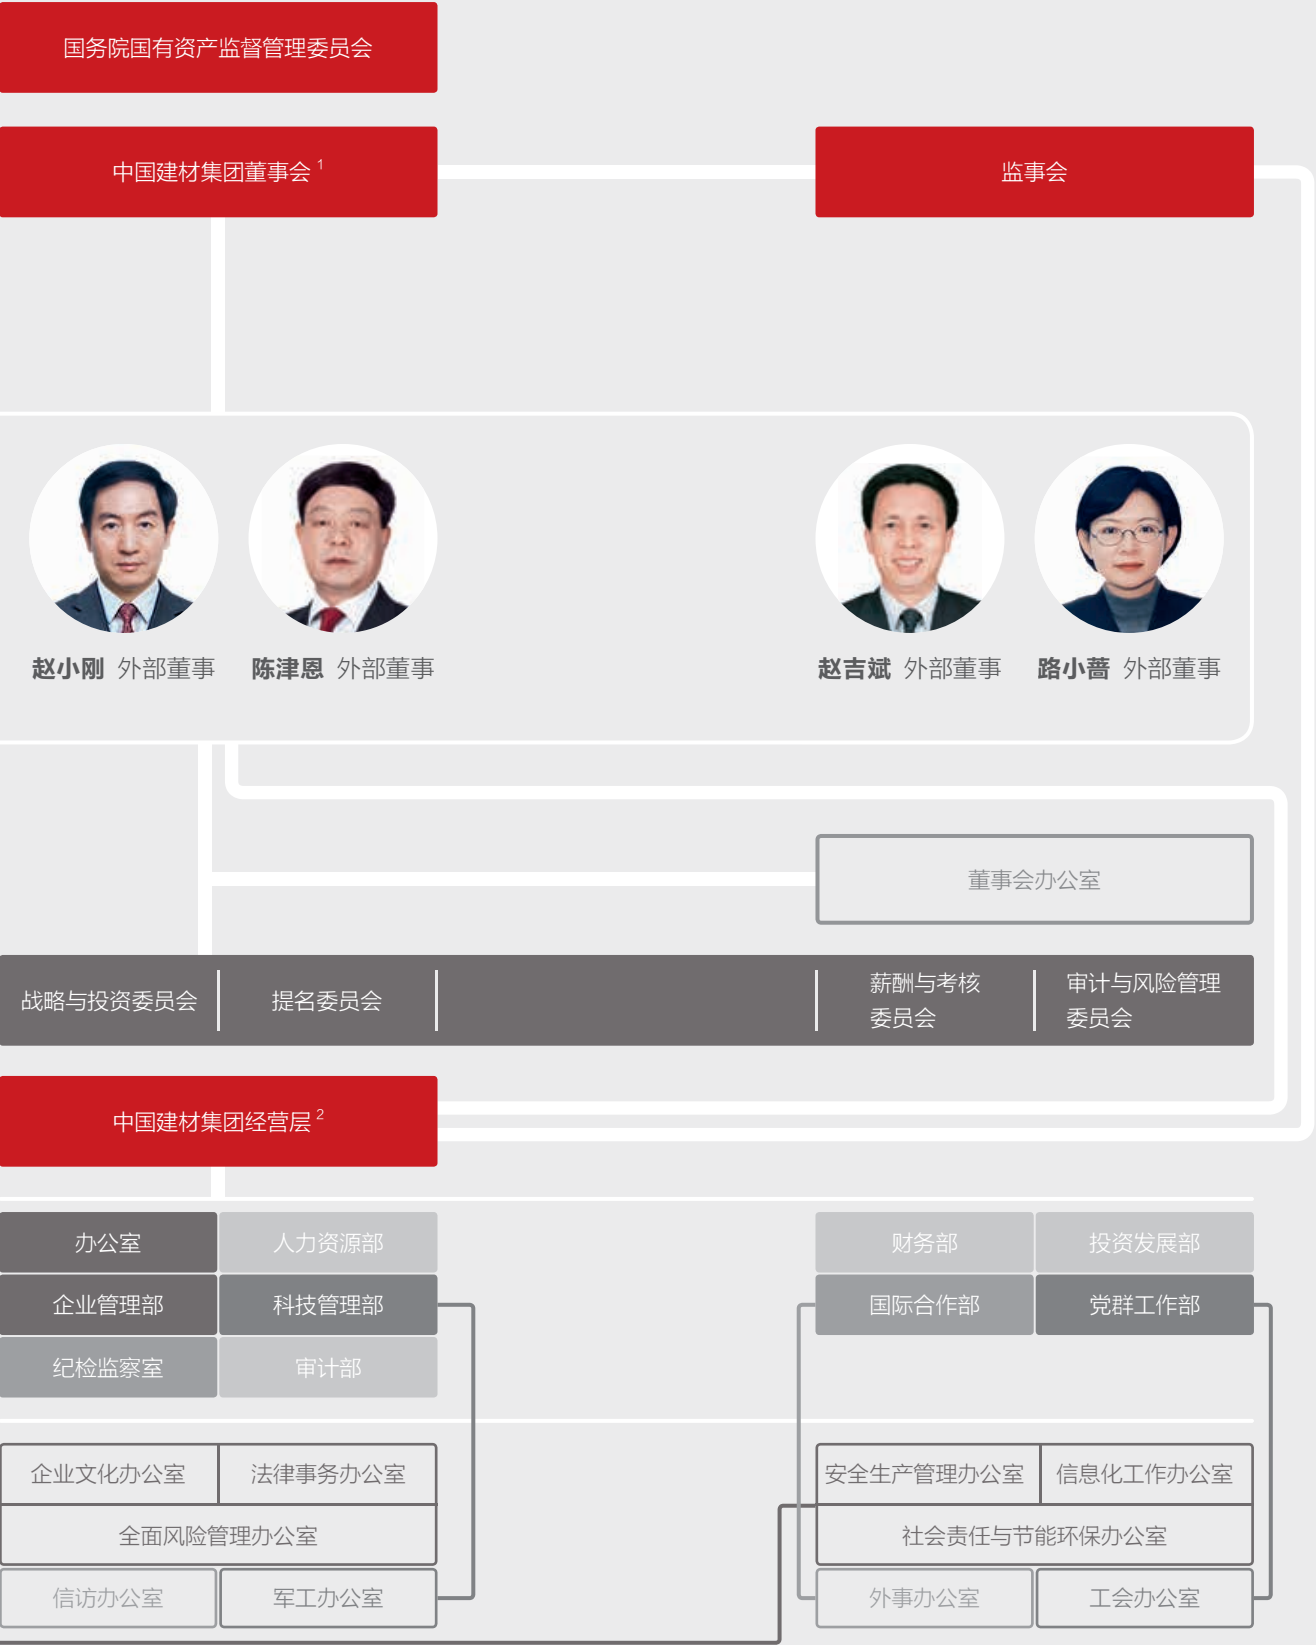 国务院国有资产监督管理委员会
中国建材集团董事会 1
监事会
赵小刚 外部董事
陈津恩 外部董事
赵吉斌 外部董事
路小蔷 外部董事
董事会办公室
战略与投资委员会
提名委员会
薪酬与考核
委员会
审计与风险管理
委员会
中国建材集团经营层 2
办公室
人力资源部
财务部
投资发展部
企业管理部
科技管理部
国际合作部
党群工作部
纪检监察室
审计部
企业文化办公室
法律事务办公室
安全生产管理办公室
信息化工作办公室
全面风险管理办公室
社会责任与节能环保办公室
信访办公室
军工办公室
外事办公室
工会办公室